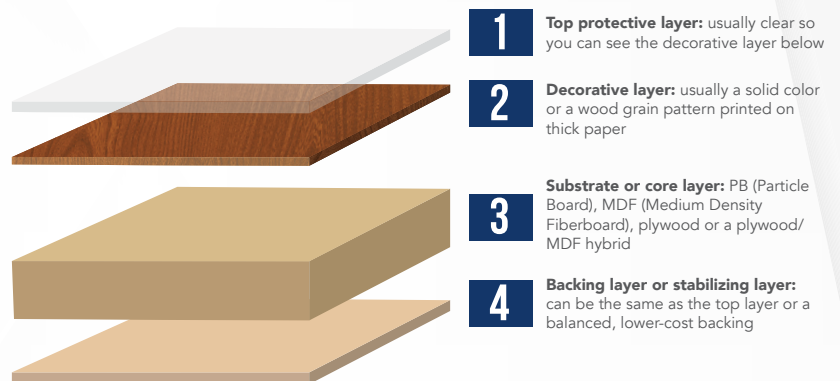 1
Top protective layer: usually clear so
you can see the decorative layer below
2
Decorative layer: usually a solid color
or a wood grain pattern printed on
thick paper
3
Substrate or core layer: PB (Particle
Board), MDF (Medium Density
Fiberboard), plywood or a plywood/
MDF hybrid
4
Backing layer or stabilizing layer:
can be the same as the top layer or a
balanced, lower-cost backing